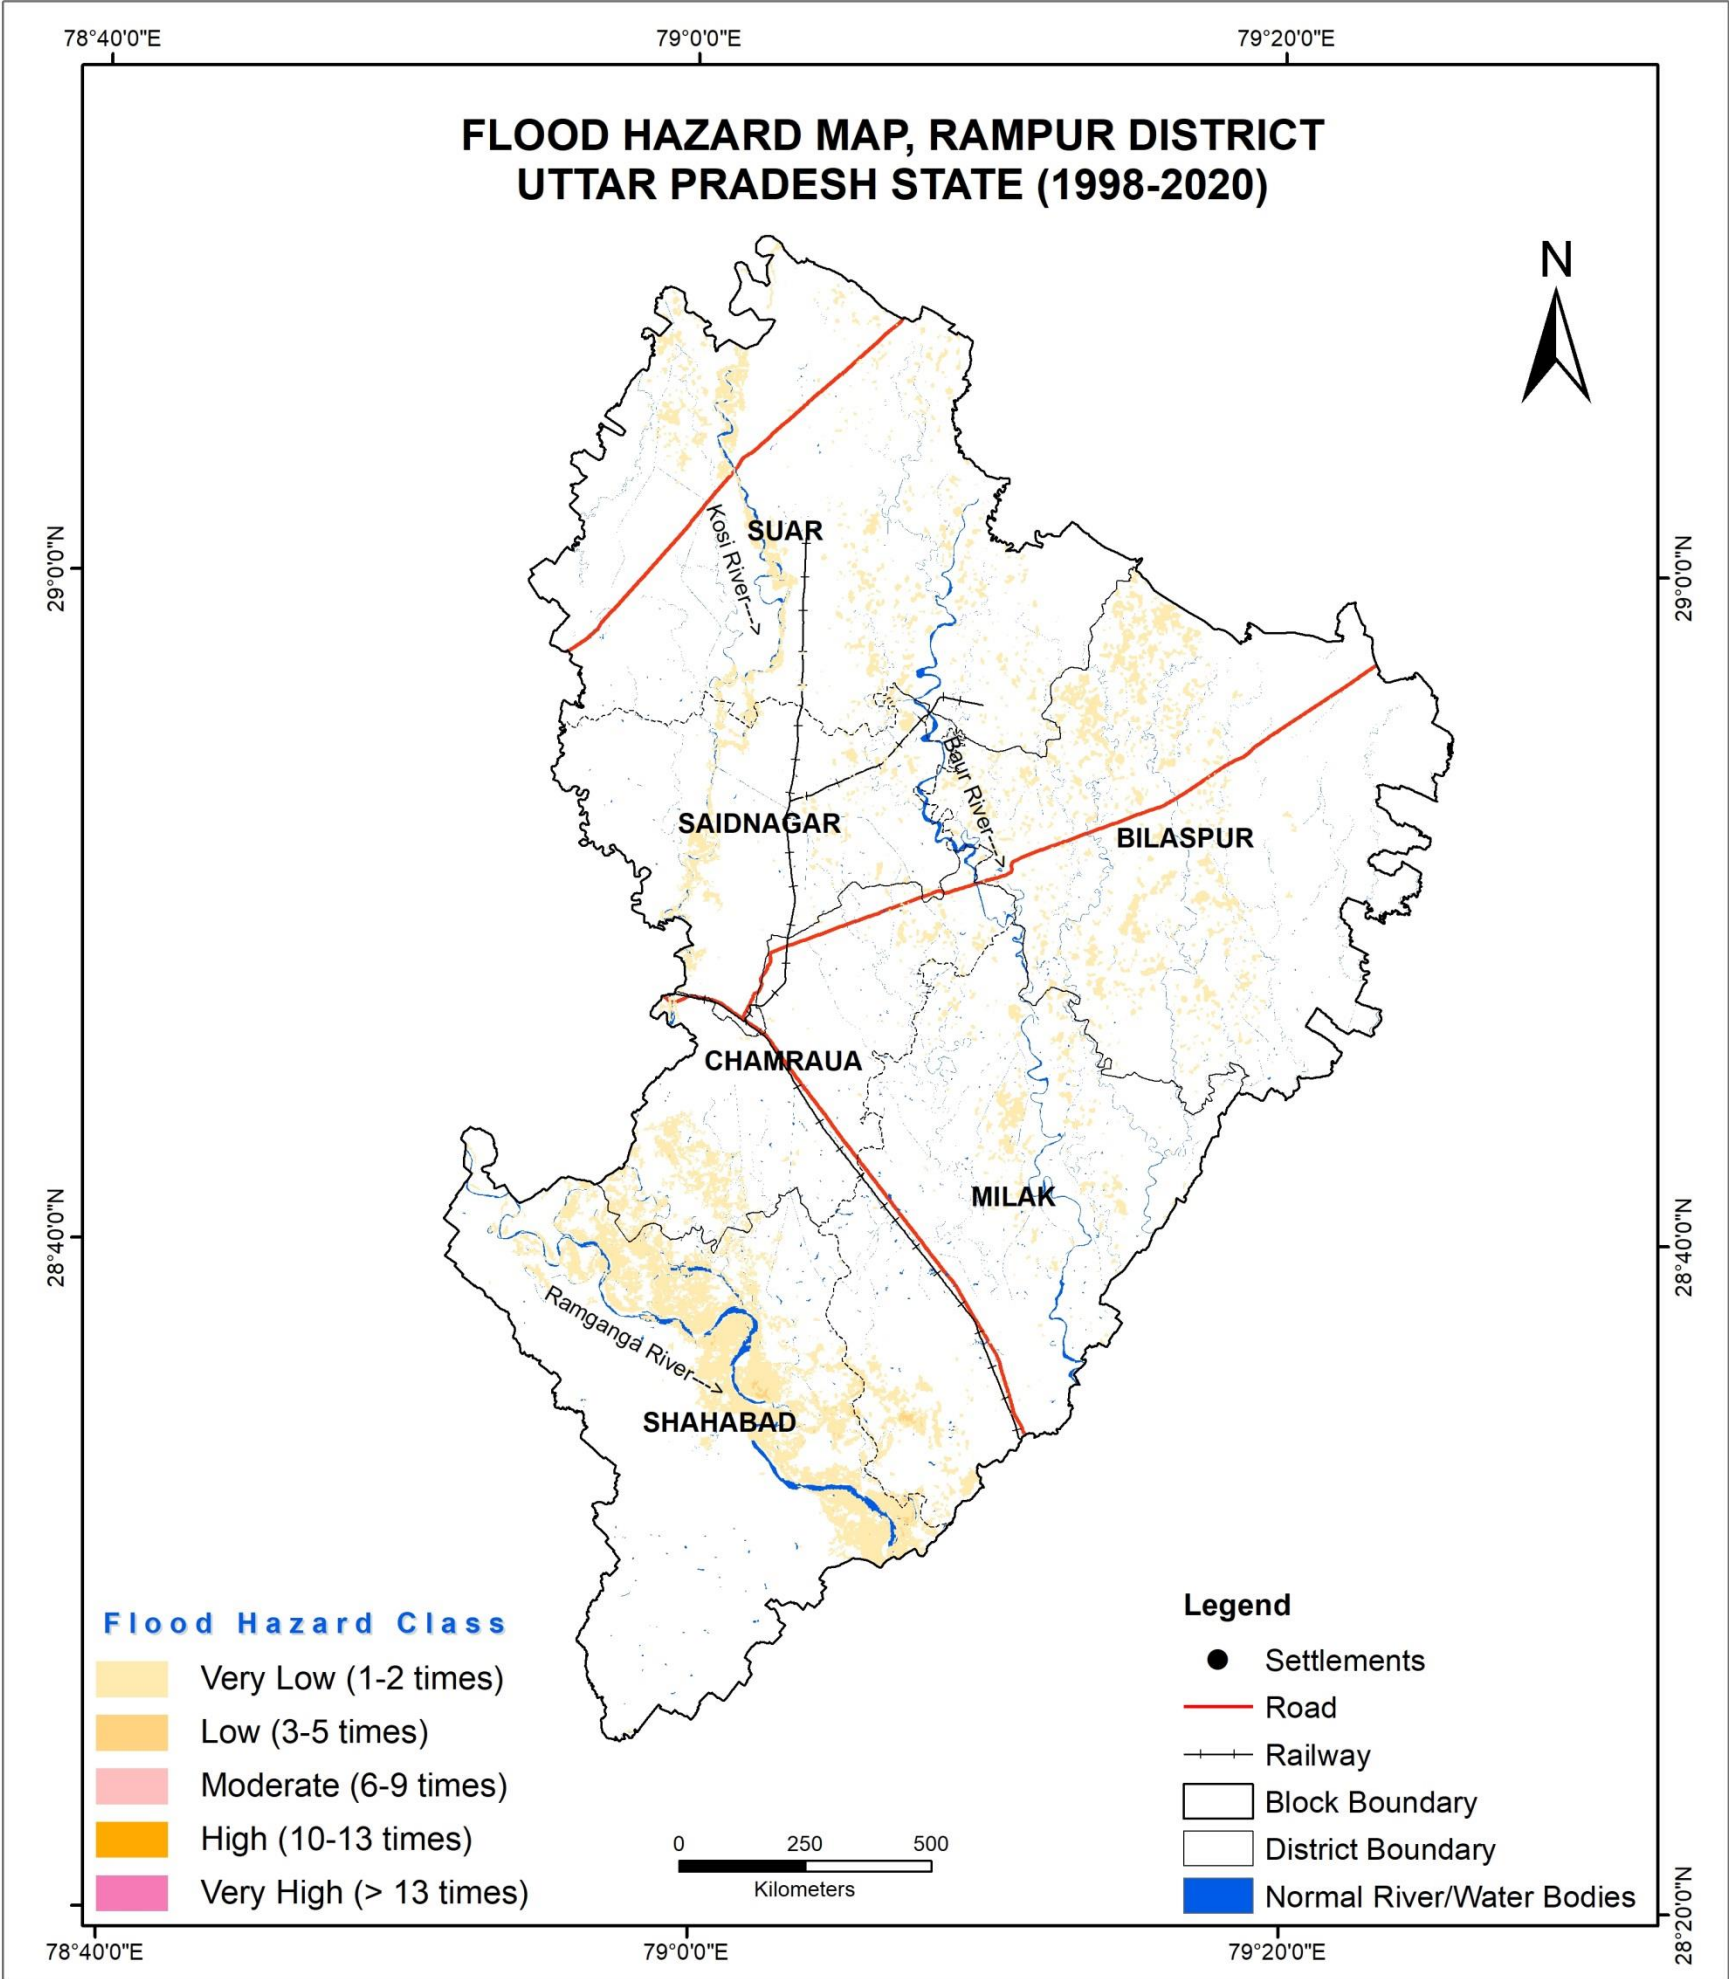 78°40'0"E
79°0'0"E
79°20'0"E
FLOOD HAZARD MAP, RAMPUR DISTRICT
UTTAR PRADESH STATE (1998-2020)
N
29°0'0"N
29°0'0"N
SUAR
Kosi River--->
Baur River--->
SAIDNAGAR
BILASPUR
CHAMRAUA
MILAK
28°40'0"N
28°40'0"N
Ramganga River--->
SHAHABAD
Flood Hazard Class
Very Low (1-2 times)
Low (3-5 times)
Moderate (6-9 times)
High (10-13 times)
Very High (> 13 times)
0 250 500
Kilometers
Legend
Settlements
Road
Railway
Block Boundary
District Boundary
Normal River/Water Bodies
28°20'0"N
78°40'0"E
79°0'0"E
79°20'0"E